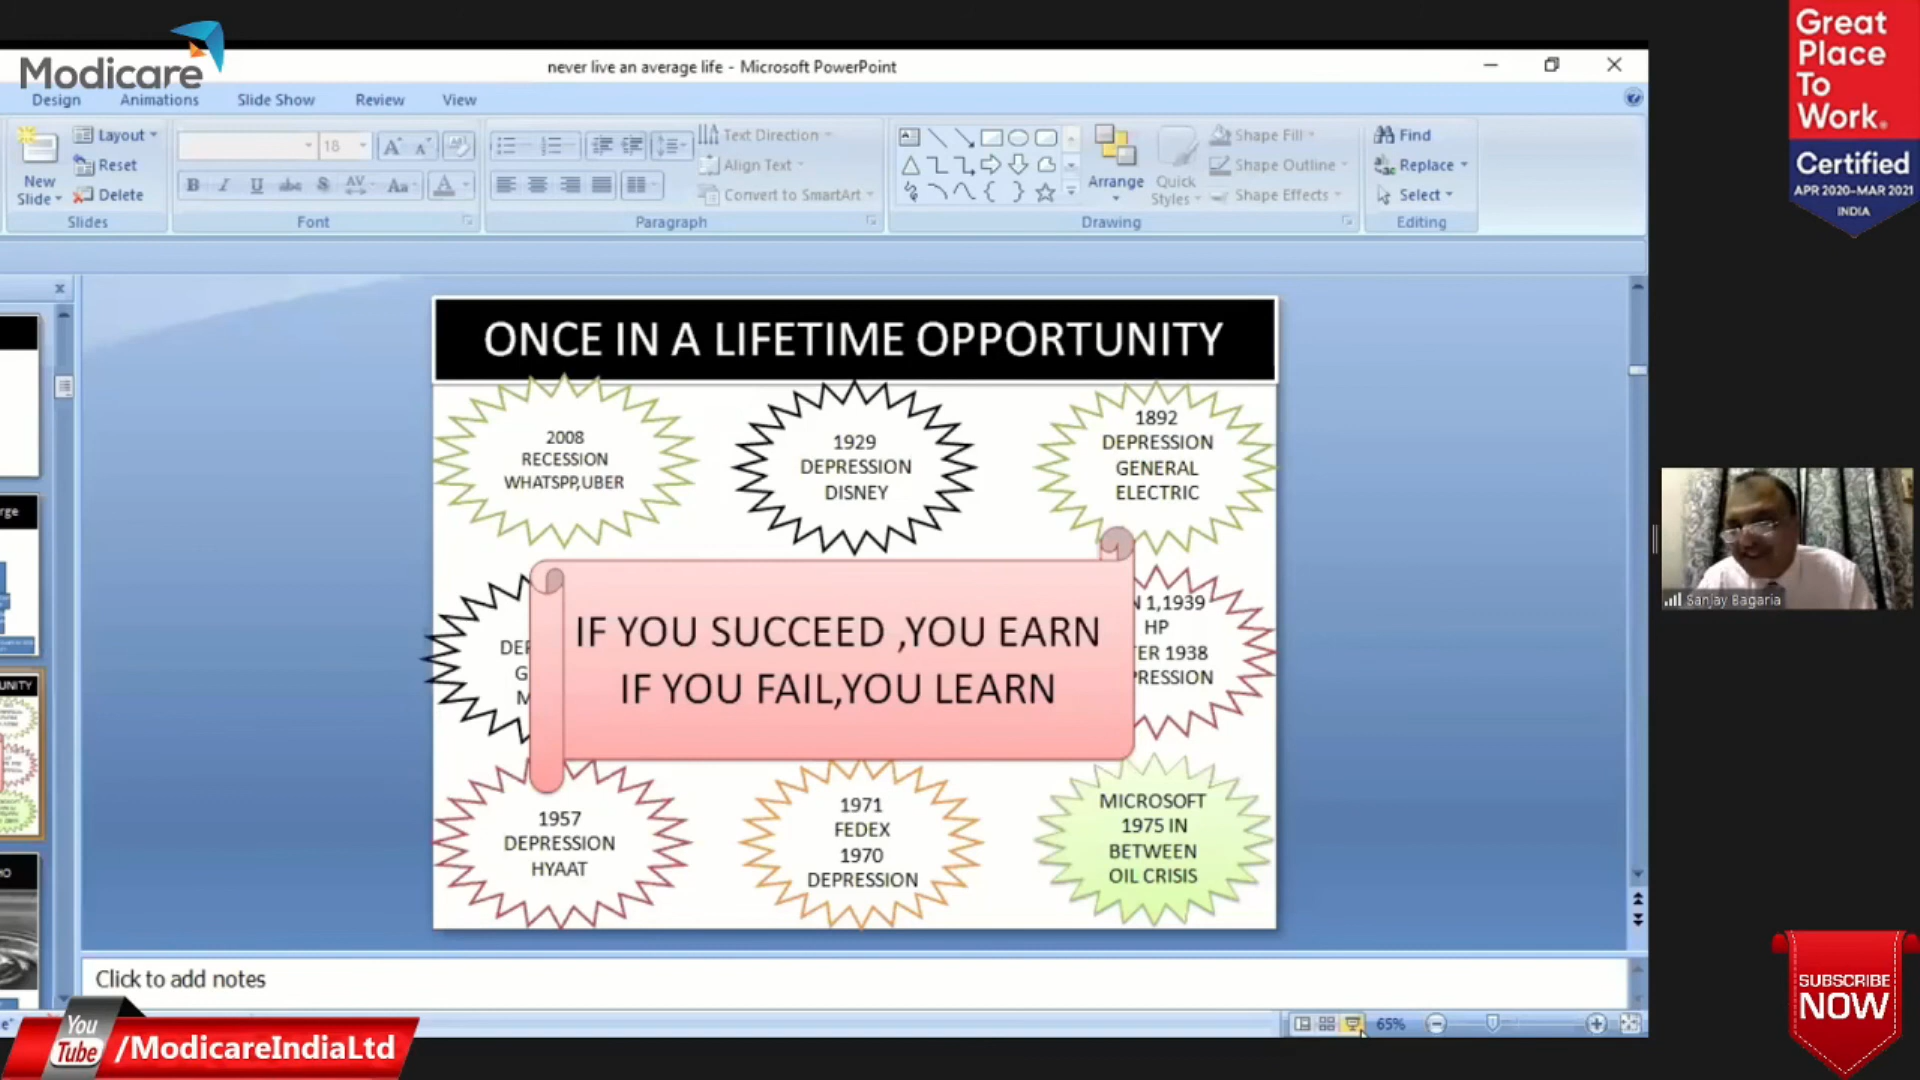 Modicare
never live an average life - Microsoft PowerPoint
Design
Animations
Slide Show
Review
View
New
Slide
Layout
Reset
Delete
Slides
18
B I U abc S AV Aa A
Font
Text Direction
Align Text
Convert to SmartArt
Paragraph
Arrange
Quick
Styles
Shape Fill
Shape Outline
Shape Effects
Drawing
Find
Replace
Select
Editing
ONCE IN A LIFETIME OPPORTUNITY
2008
RECESSION
WHATSPP,UBER
1929
DEPRESSION
DISNEY
1892
DEPRESSION
GENERAL
ELECTRIC
IF YOU SUCCEED ,YOU EARN
IF YOU FAIL,YOU LEARN
1,1939
HP
1938
1957
DEPRESSION
HYAAT
1971
FEDEX
1970
DEPRESSION
MICROSOFT
1975 IN
BETWEEN
OIL CRISIS
Click to add notes
65%
You
Tube
/ModicareIndiaLtd
Great
Place
To
Work.
Certified
APR 2020-MAR 2021
INDIA
Sanjay Bagaria
SUBSCRIBE
NOW